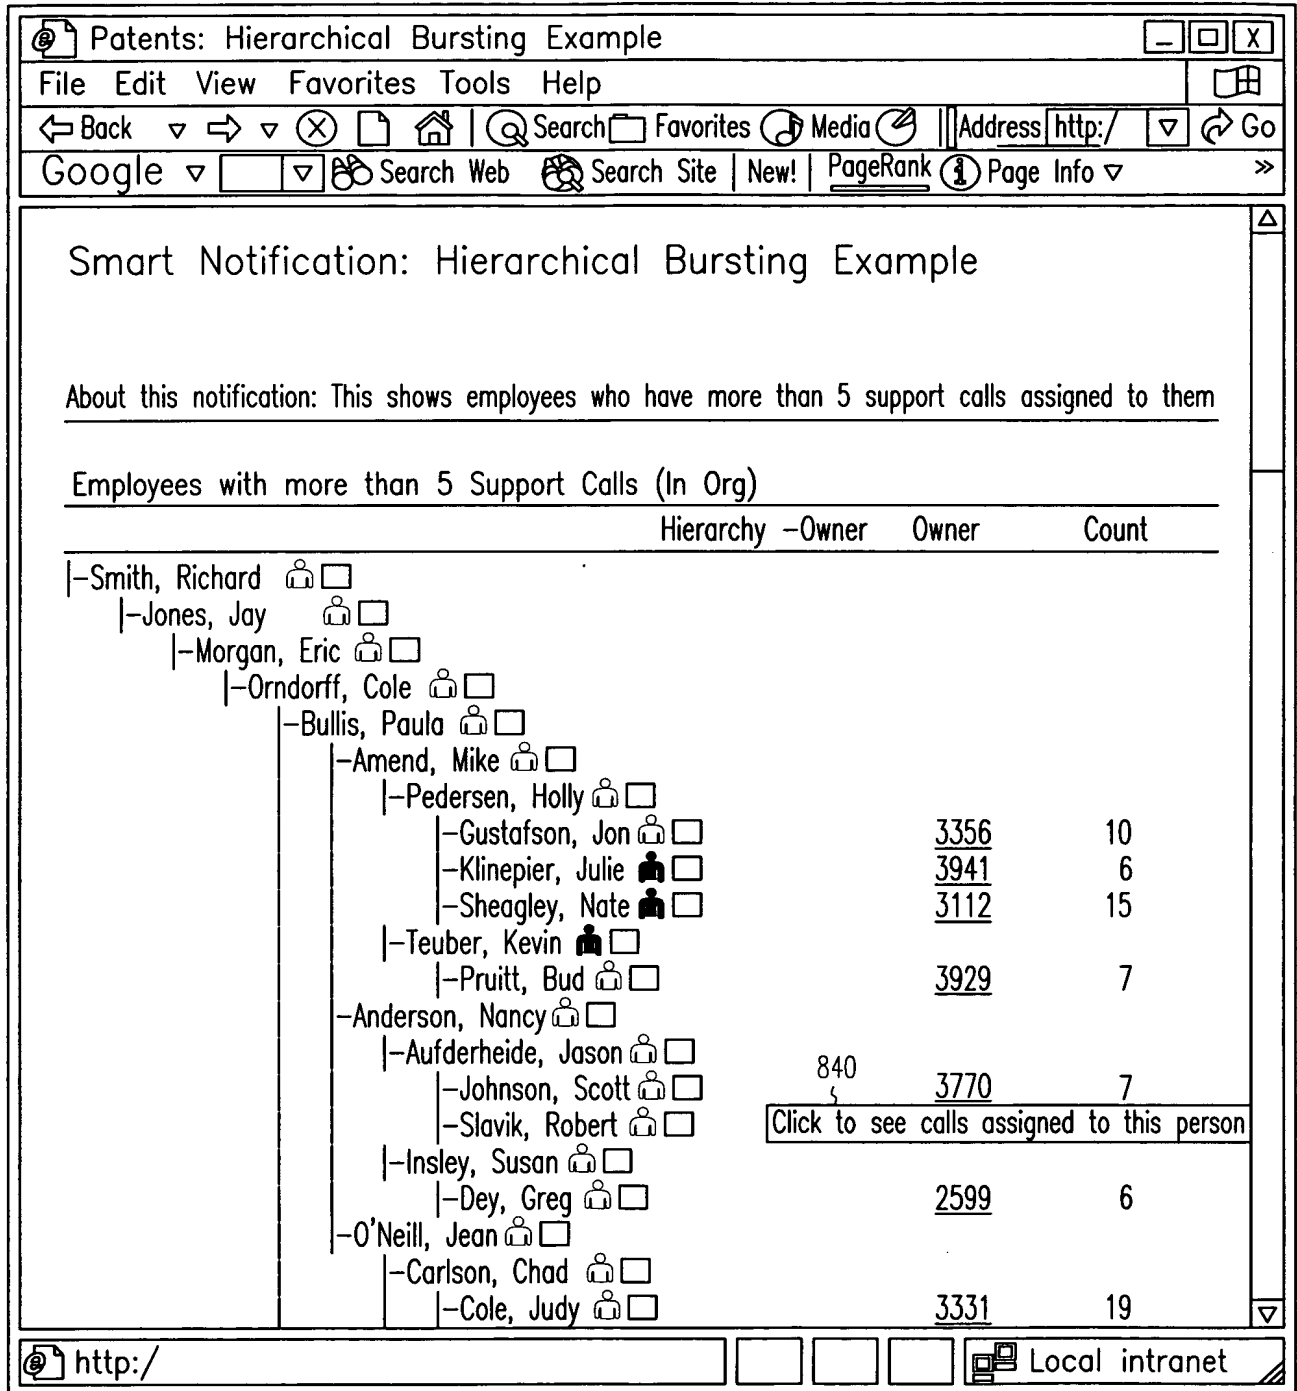 Patents: Hierarchical Bursting Example _ X
File Edit View Favorites Tools Help
Back Search Favorites Media Address http:/ Go
Google Search Web Search Site New! PageRank i Page Info »
Smart Notification: Hierarchical Bursting Example
About this notification: This shows employees who have more than 5 support calls assigned to them
Employees with more than 5 Support Calls (In Org)
Hierarchy -Owner Owner Count
|-Smith, Richard
|-Jones, Jay
|-Morgan, Eric
|-Orndorff, Cole
|-Bullis, Paula
|-Amend, Mike
|-Pedersen, Holly
|-Gustafson, Jon 3356 10
|-Klinepier, Julie 3941 6
|-Sheagley, Nate 3112 15
|-Teuber, Kevin
|-Pruitt, Bud 3929 7
-Anderson, Nancy
|-Aufderheide, Jason
840
|-Johnson, Scott 3770 7
|-Slavik, Robert Click to see calls assigned to this person
|-Insley, Susan
|-Dey, Greg 2599 6
-O'Neill, Jean
|-Carlson, Chad
|-Cole, Judy 3331 19
http:/ Local intranet